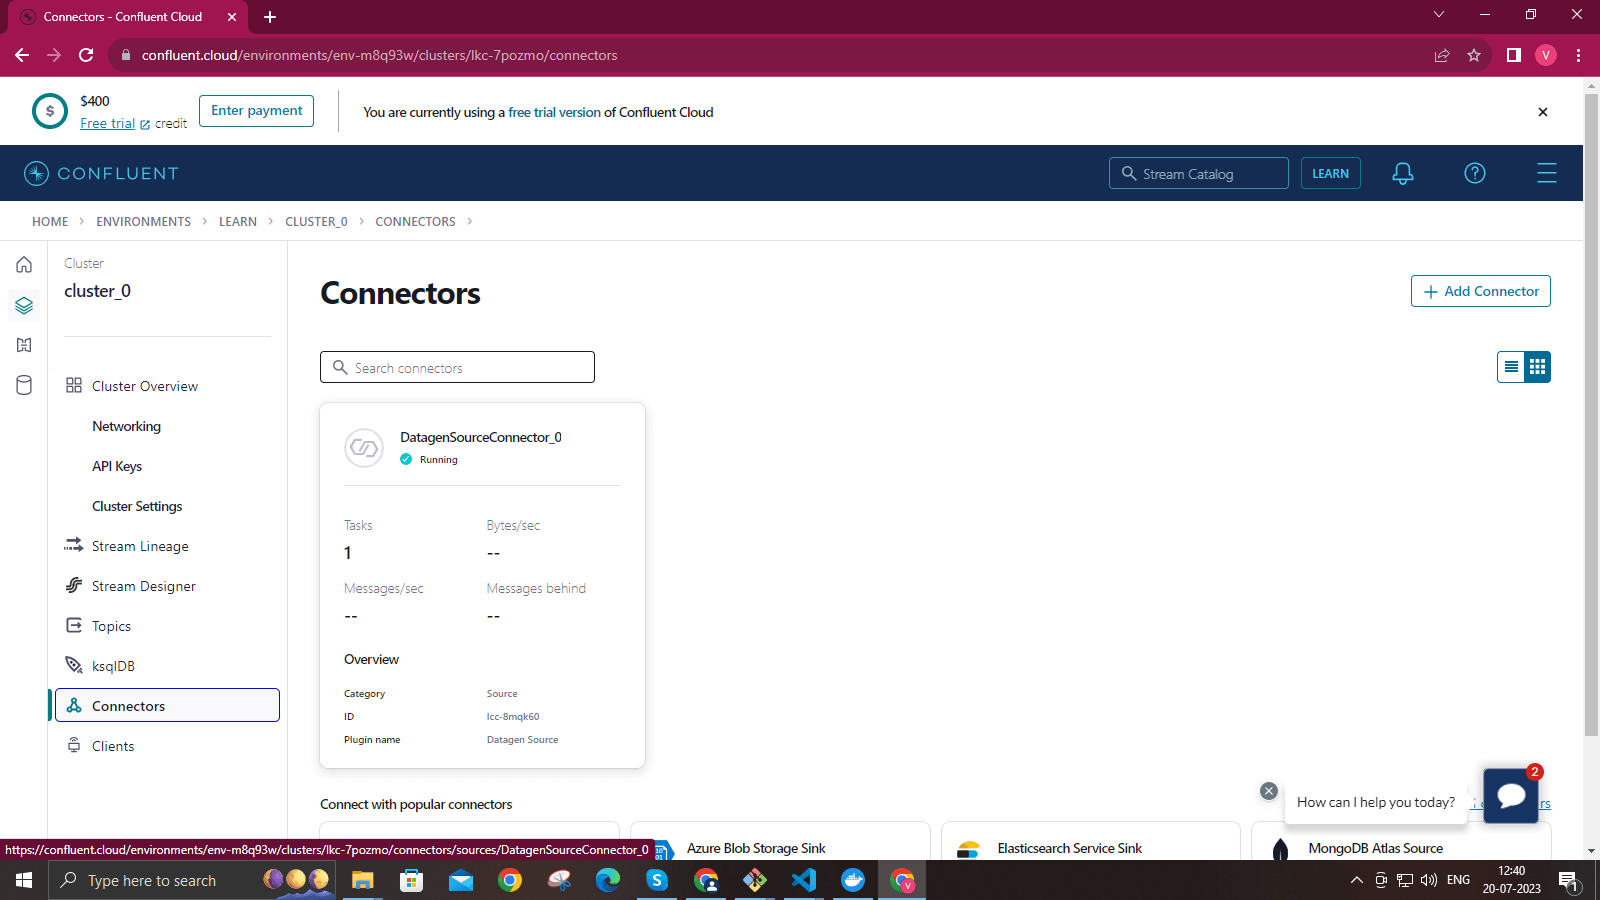 Connectors - Confluent Cloud
confluent.cloud/environments/env-m8q93w/clusters/lkc-7pozmo/connectors
V
$
$400
Free trial credit
Enter payment
You are currently using a free trial version of Confluent Cloud
CONFLUENT
Stream Catalog
LEARN
?
HOME > ENVIRONMENTS > LEARN > CLUSTER_0 > CONNECTORS >
Cluster
cluster_0
Cluster Overview
Networking
API Keys
Cluster Settings
Stream Lineage
Stream Designer
Topics
ksqlDB
Connectors
Clients
Connectors
+ Add Connector
Search connectors
DatagenSourceConnector_0
Running
Tasks
1
Bytes/sec
--
Messages/sec
--
Messages behind
--
Overview
Category Source
ID lcc-8mqk60
Plugin name Datagen Source
Connect with popular connectors
How can I help you today?
2
rs
Azure Blob Storage Sink
Elasticsearch Service Sink
MongoDB Atlas Source
https://confluent.cloud/environments/env-m8q93w/clusters/lkc-7pozmo/connectors/sources/DatagenSourceConnector_0
Type here to search
S
V
ENG
12:40
20-07-2023
1